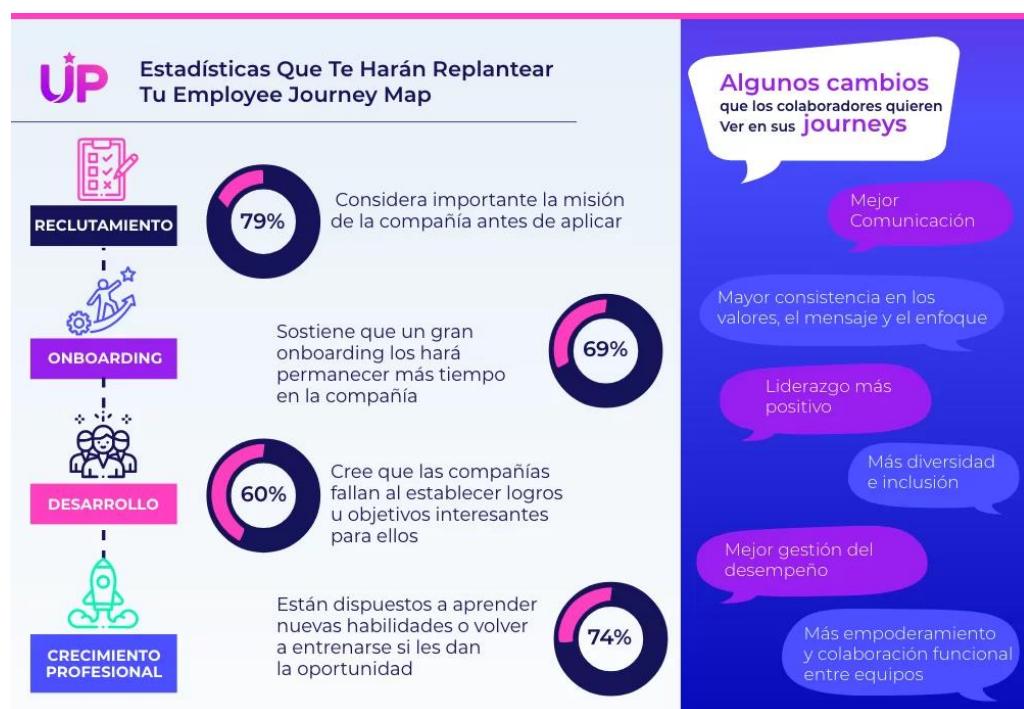 UP
Estadísticas Que Te Harán Replantear
Tu Employee Journey Map
RECLUTAMIENTO
79%
Considera importante la misión
de la compañía antes de aplicar
ONBOARDING
Sostiene que un gran
onboarding los hará
permanecer más tiempo
en la compañía
69%
DESARROLLO
60%
Cree que las compañías
fallan al establecer logros
u objetivos interesantes
para ellos
CRECIMIENTO
PROFESIONAL
Están dispuestos a aprender
nuevas habilidades o volver
a entrenarse si les dan
la oportunidad
74%
Algunos cambios
que los colaboradores quieren
Ver en sus journeys
Mejor
Comunicación
Mayor consistencia en los
valores, el mensaje y el enfoque
Liderazgo más
positivo
Más diversidad
e inclusión
Mejor gestión del
desempeño
Más empoderamiento
y colaboración funcional
entre equipos